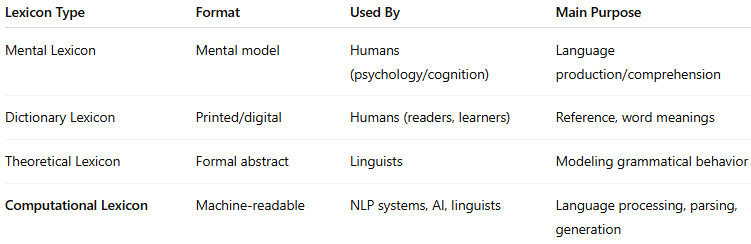 Lexicon Type Format Used By Main Purpose
Mental Lexicon Mental model Humans Language
(psychology/cognition) production/comprehension
Dictionary Lexicon Printed/digital Humans (readers, learners) Reference, word meanings
Theoretical Lexicon Formal abstract Linguists Modeling grammatical behavior
Computational Lexicon Machine-readable NLP systems, AI, linguists Language processing, parsing,
generation